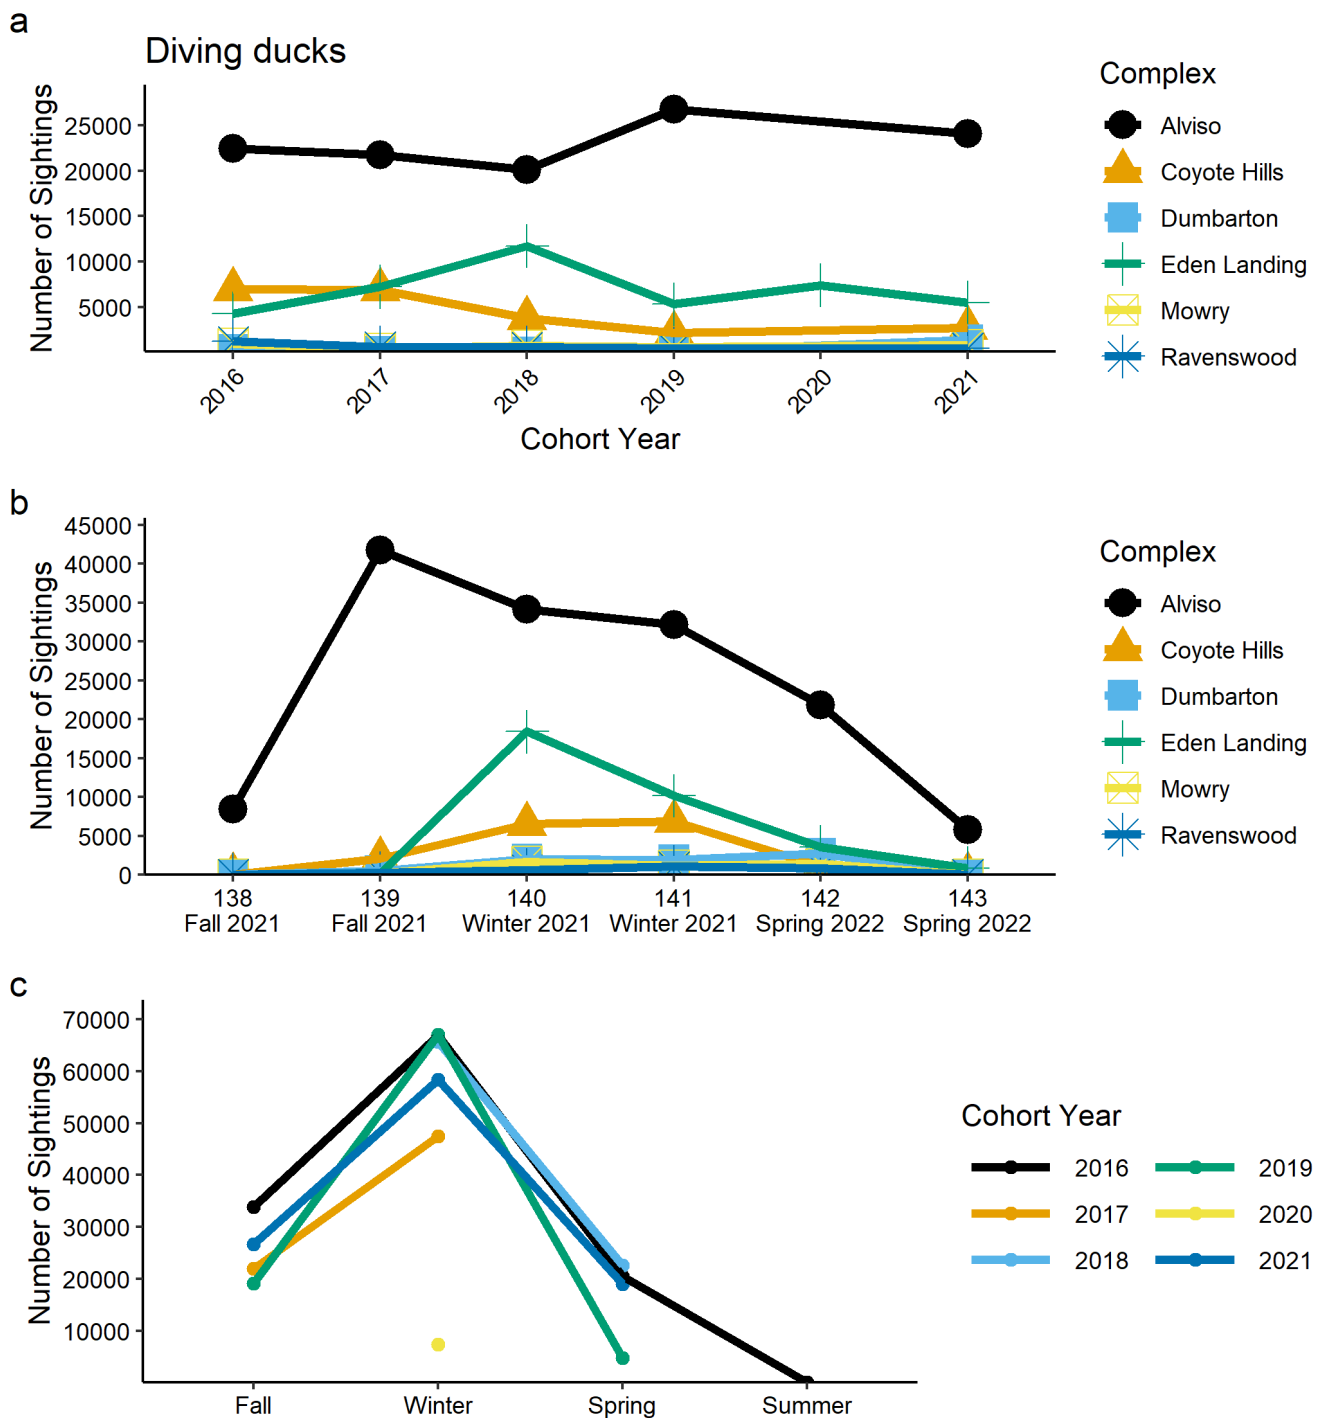 a
Diving ducks
Number of Sightings
25000
20000
15000
10000
5000
2016 2017 2018 2019 2020 2021
Cohort Year
Complex
Alviso
Coyote Hills
Dumbarton
Eden Landing
Mowry
Ravenswood
b
Number of Sightings
45000
40000
35000
30000
25000
20000
15000
10000
5000
0
138 139 140 141 142 143
Fall 2021 Fall 2021 Winter 2021 Winter 2021 Spring 2022 Spring 2022
Complex
Alviso
Coyote Hills
Dumbarton
Eden Landing
Mowry
Ravenswood
c
Number of Sightings
70000
60000
50000
40000
30000
20000
10000
Fall Winter Spring Summer
Cohort Year
2016 2019
2017 2020
2018 2021